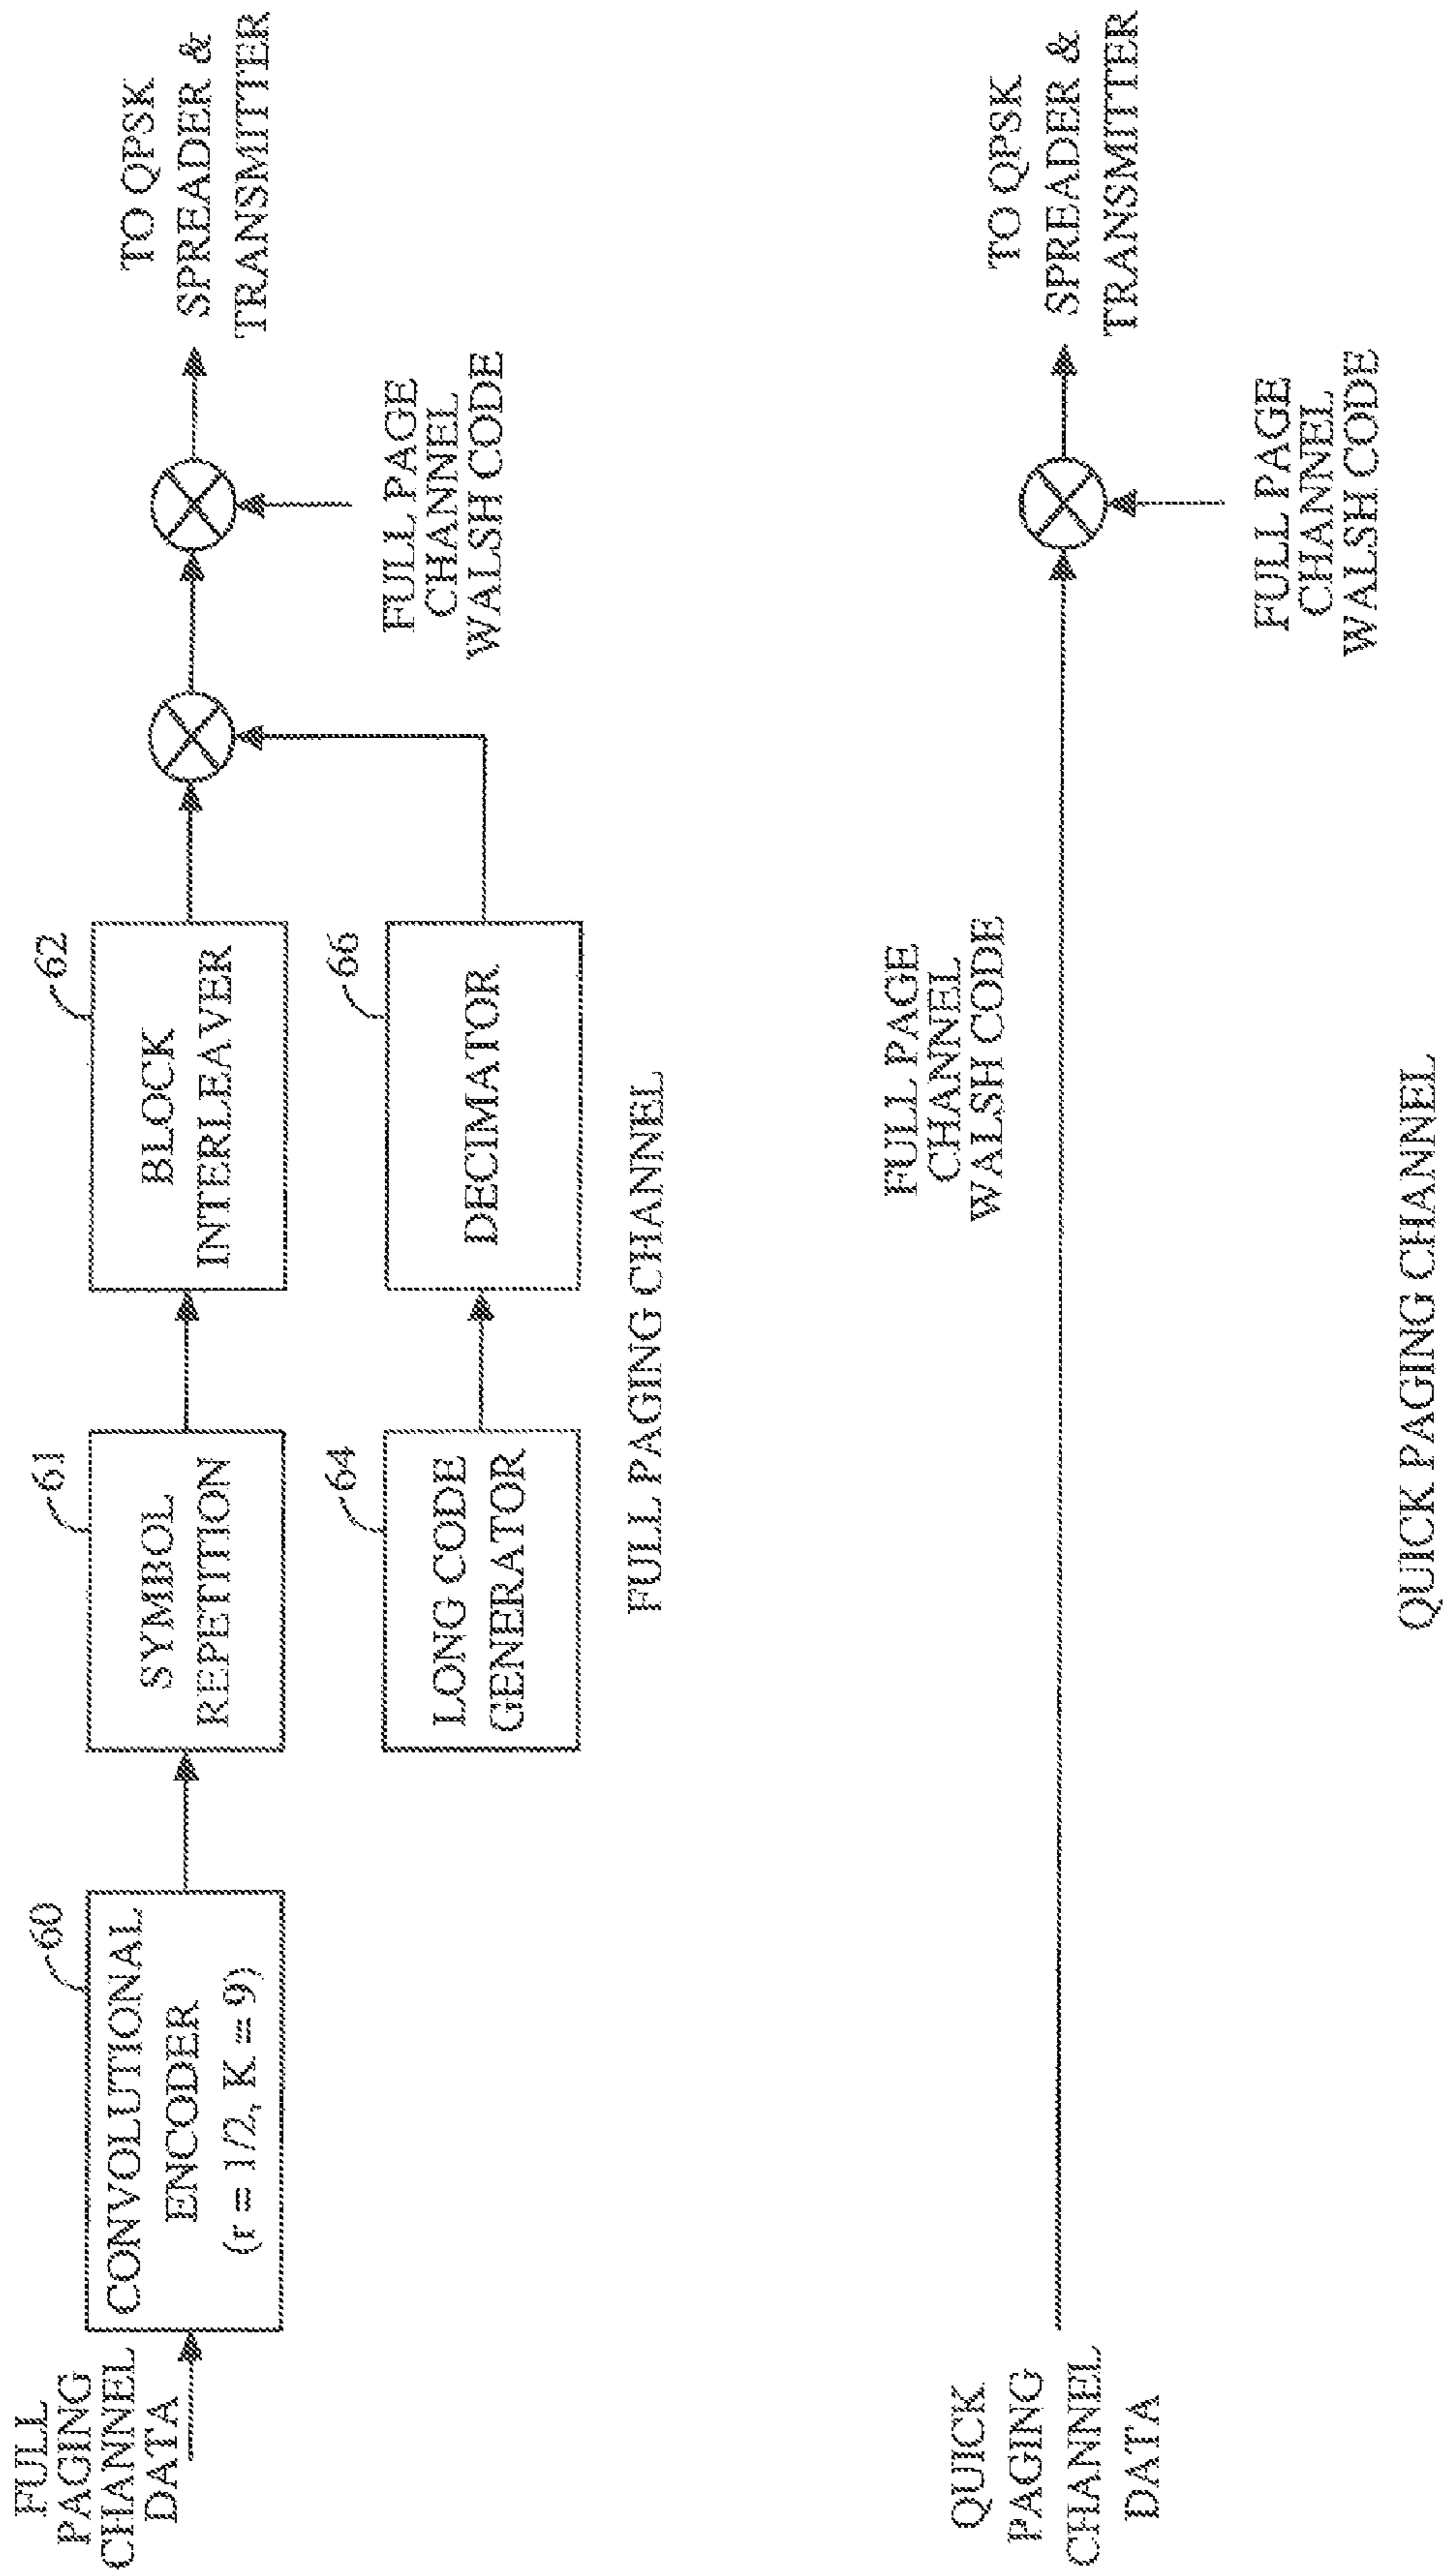 FULL
PAGING
CHANNEL
DATA
60
CONVOLUTIONAL
ENCODER
(r = 1/2, K = 9)
61
SYMBOL
REPETITION
62
BLOCK
INTERLEAVER
64
LONG CODE
GENERATOR
66
DECIMATOR
FULL PAGE
CHANNEL
WALSH CODE
TO QPSK
SPREADER &
TRANSMITTER
FULL PAGING CHANNEL
QUICK
PAGING
CHANNEL
DATA
FULL PAGE
CHANNEL
WALSH CODE
FULL PAGE
CHANNEL
WALSH CODE
TO QPSK
SPREADER &
TRANSMITTER
QUICK PAGING CHANNEL